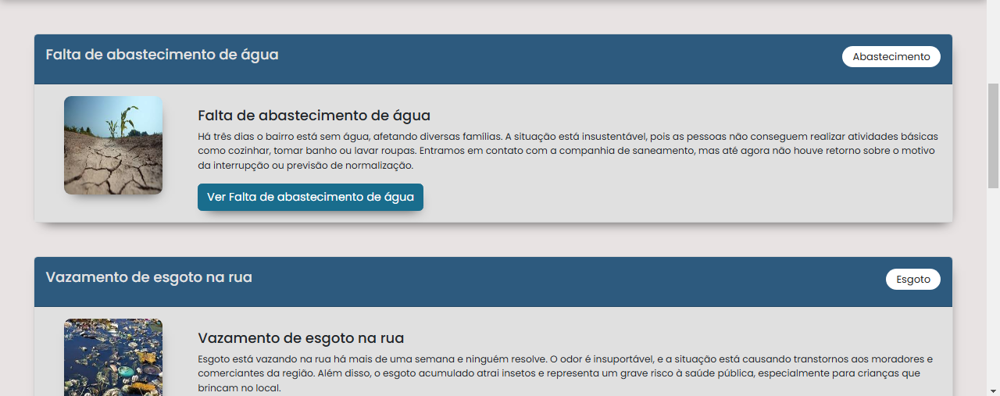 Falta de abastecimento de água
Abastecimento
Falta de abastecimento de água
Há três dias o bairro está sem água, afetando diversas famílias. A situação está insustentável, pois as pessoas não conseguem realizar atividades básicas
como cozinhar, tomar banho ou lavar roupas. Entramos em contato com a companhia de saneamento, mas até agora não houve retorno sobre o motivo
da interrupção ou previsão de normalização.
Ver Falta de abastecimento de água
Vazamento de esgoto na rua
Esgoto
Vazamento de esgoto na rua
Esgoto está vazando na rua há mais de uma semana e ninguém resolve. O odor é insuportável, e a situação está causando transtornos aos moradores e
comerciantes da região. Além disso, o esgoto acumulado atrai insetos e representa um grave risco à saúde pública, especialmente para crianças que
brincam no local.